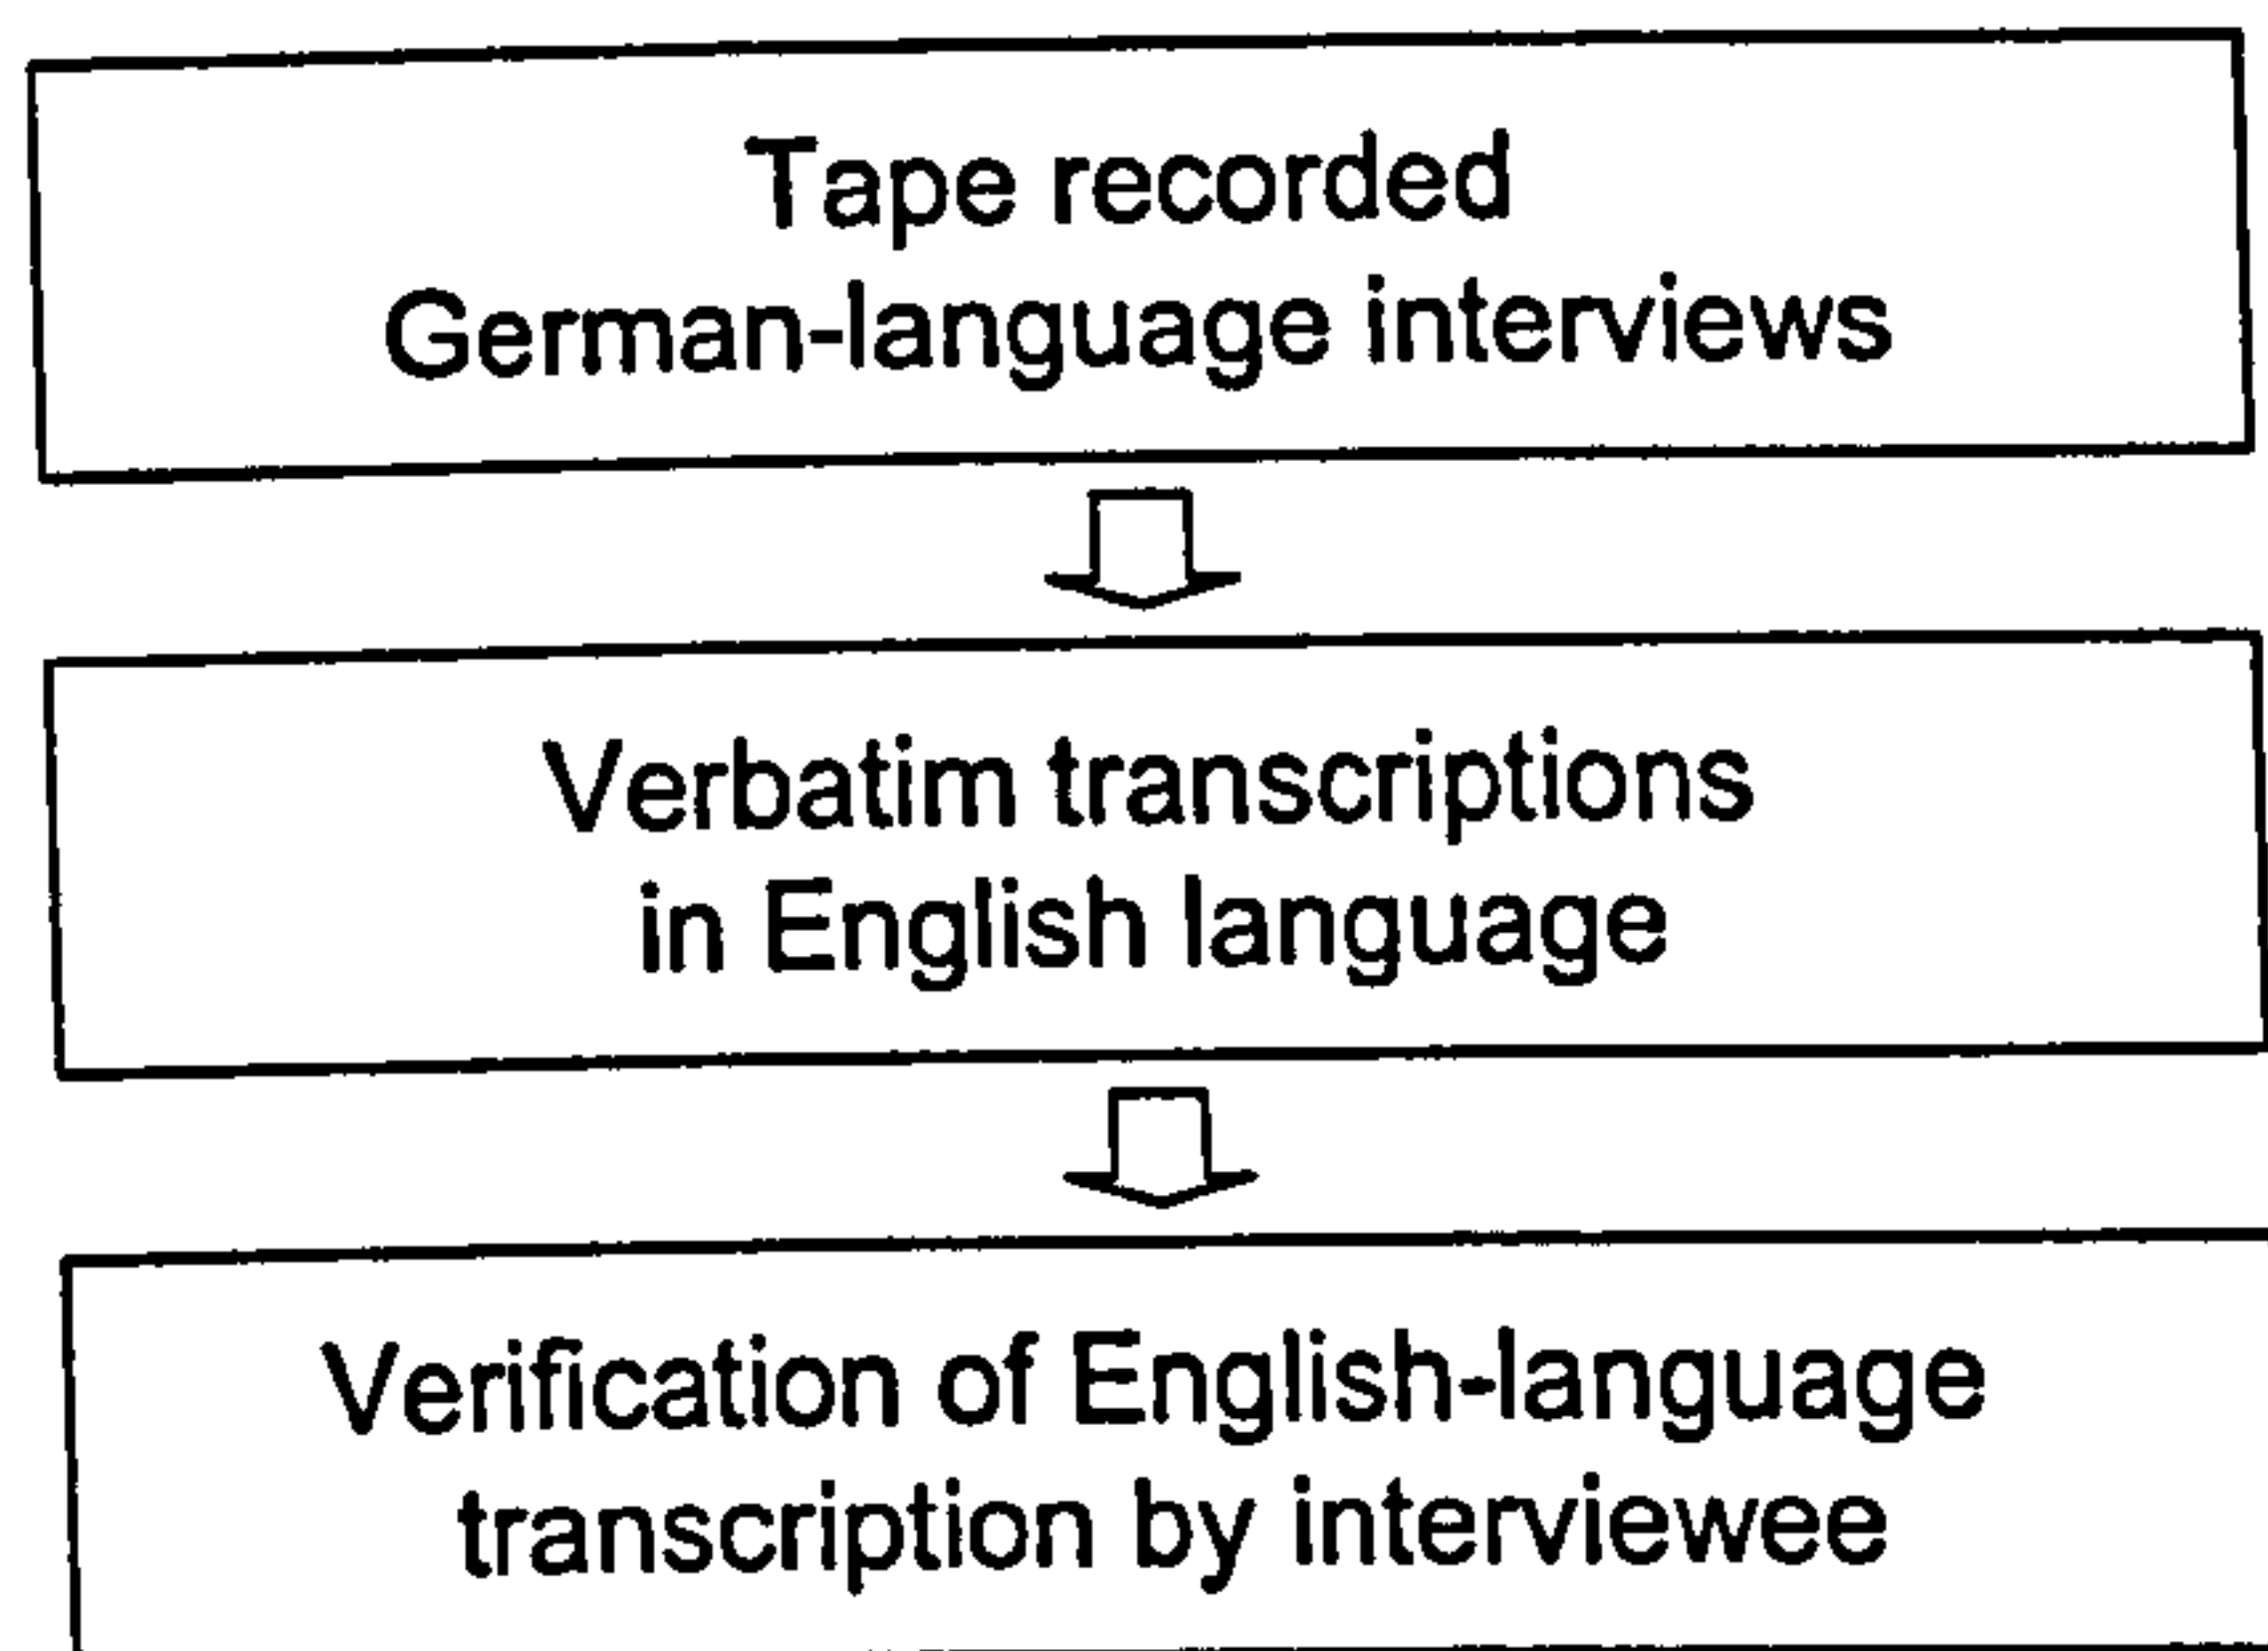 Tape recorded
German-language interviews
Verbatim transcriptions
in English language
Verification of English-language
transcription by interviewee